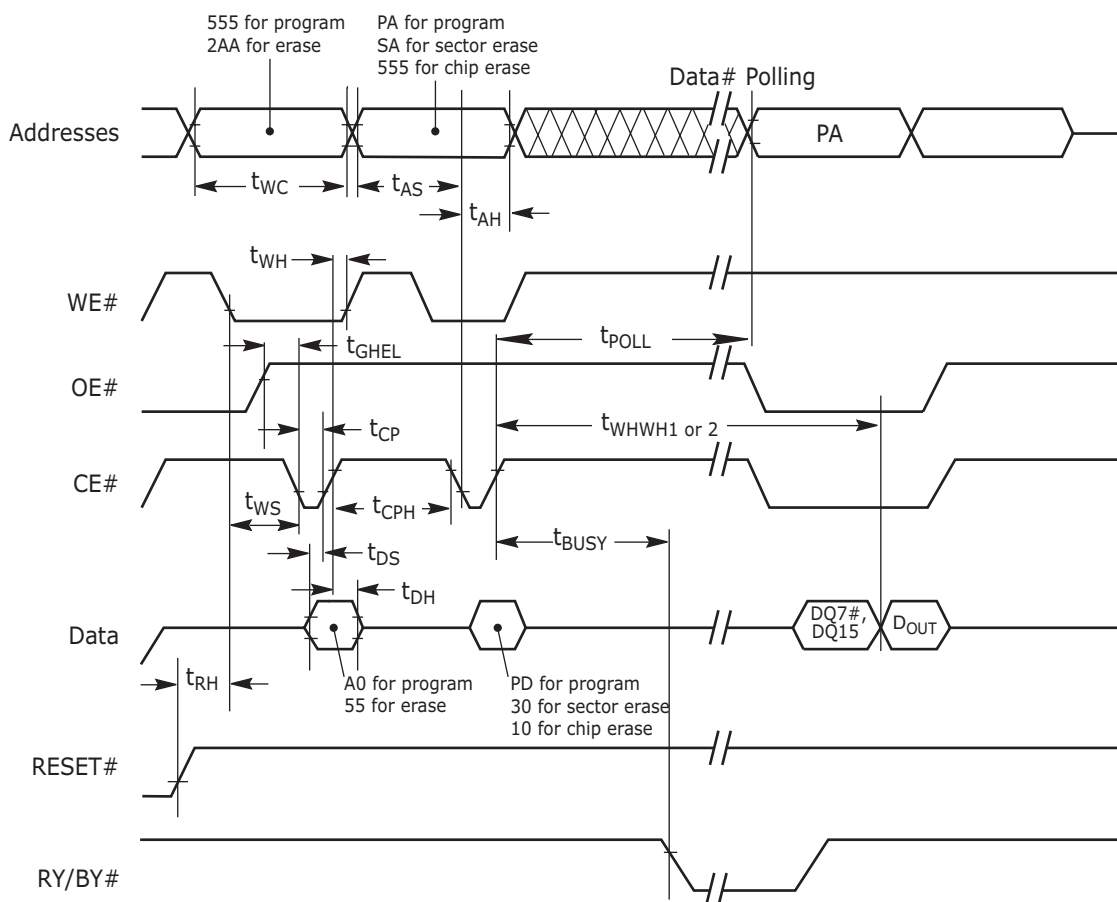 555 for program
2AA for erase
PA for program
SA for sector erase
555 for chip erase
Data# Polling
Addresses
PA
tWC
tAS
tAH
tWH
WE#
tPOLL
tGHEL
OE#
tWHWH1 or 2
tCP
CE#
tWS
tCPH
tBUSY
tDS
tDH
Data
DQ7#,
DQ15
DOUT
tRH
A0 for program
55 for erase
PD for program
30 for sector erase
10 for chip erase
RESET#
RY/BY#